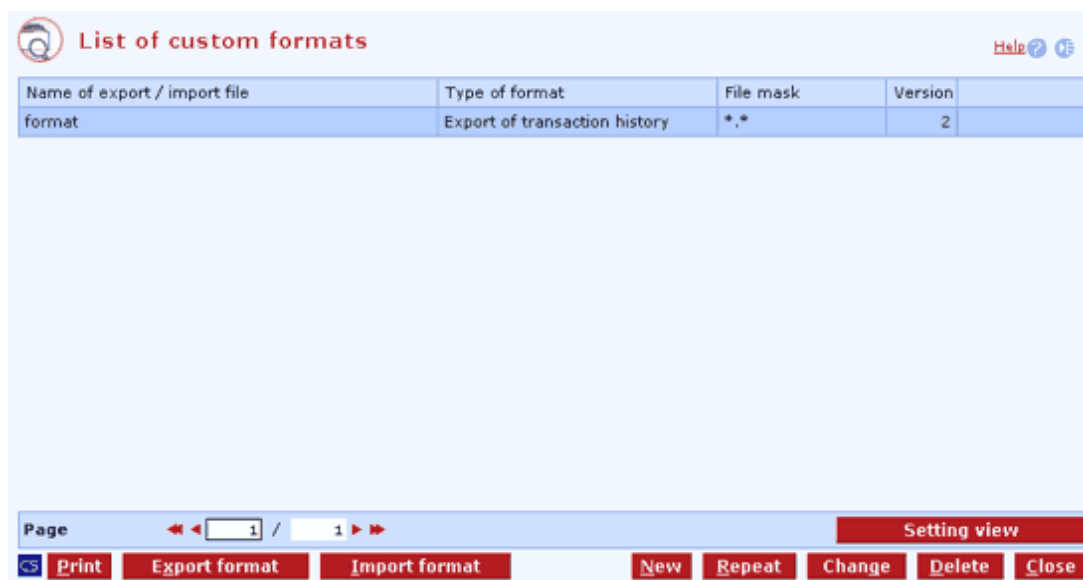 List of custom formats
Help ?
Name of export / import file Type of format File mask Version
format Export of transaction history *.* 2
Page 1 / 1 Setting view
CS Print Export format Import format New Repeat Change Delete Close